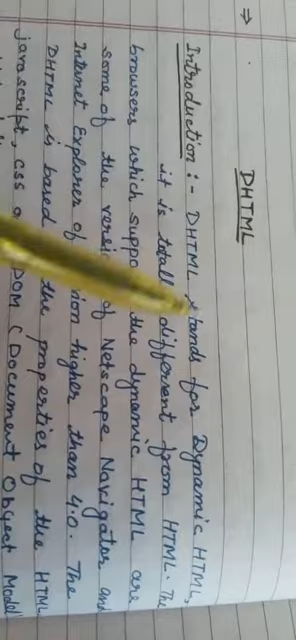 ⇒
DHTML
Introduction :- DHTML stands for Dynamic HTML,
it is totall different from HTML. The
browsers which suppo the dynamic HTML are
some of the versi of Netscape Navigator and
Internet Explorer of higher than 4.0. The
DHTML is based the properties of the HTML
javascript, css DOM (Document Object Model